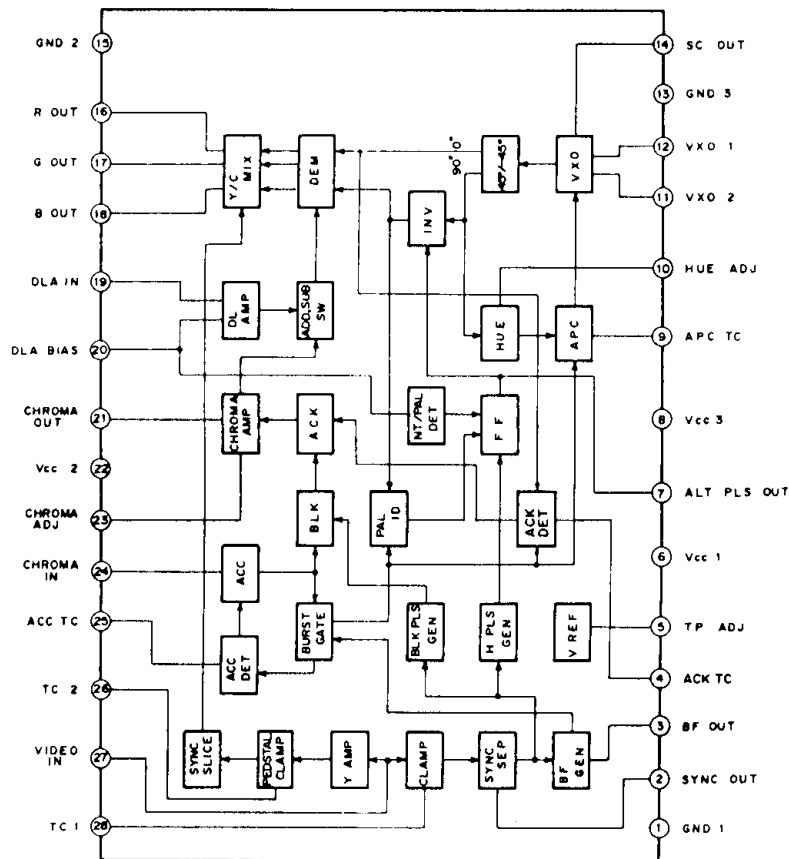 15 GND 2
16 R OUT
17 G OUT
18 B OUT
19 DLA IN
20 DLA BIAS
21 CHROMA
OUT
22 Vcc 2
23 CHROMA
ADJ
24 CHROMA
IN
25 ACC TC
26 TC 2
27 VIDEO
IN
28 TC 1
14 SC OUT
13 GND 3
12 VXO 1
11 VXO 2
10 HUE ADJ
9 APC TC
8 Vcc 3
7 ALT PLS OUT
6 Vcc 1
5 TP ADJ
4 ACK TC
3 BF OUT
2 SYNC OUT
1 GND 1
Y/C
MIX
DEM
90° 0°
45°/-45°
VXO
INV
DL
AMP
ADD.SUB
SW
HUE
APC
CHROMA
AMP
ACK
NT/PAL
DET
F F
BLK
PAL
ID
ACK
DET
ACC
BURST
GATE
BLK PLS
GEN
H PLS
GEN
V REF
ACC
DET
SYNC
SLICE
PEDSTAL
CLAMP
Y AMP
CLAMP
SYNC
SEP
BF
GEN